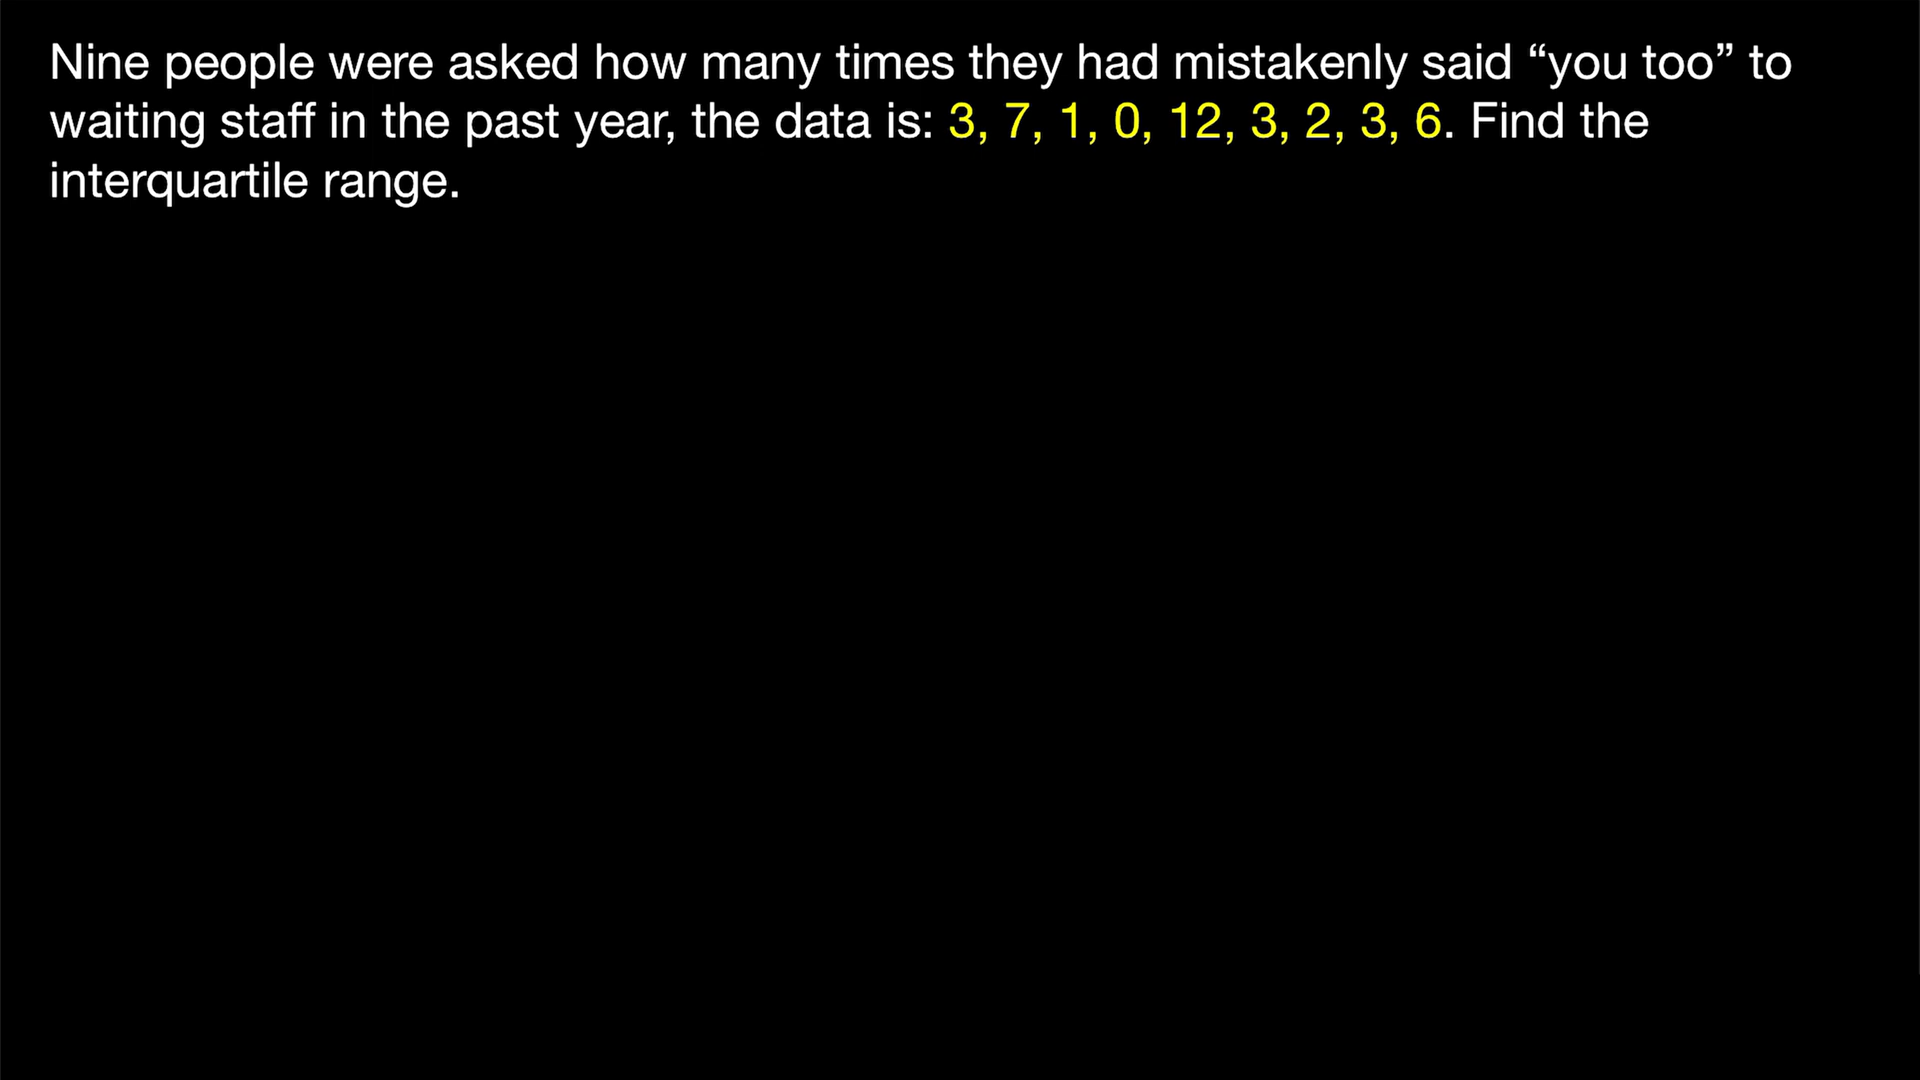 Nine people were asked how many times they had mistakenly said “you too” to
waiting staff in the past year, the data is: 3, 7, 1, 0, 12, 3, 2, 3, 6. Find the
interquartile range.